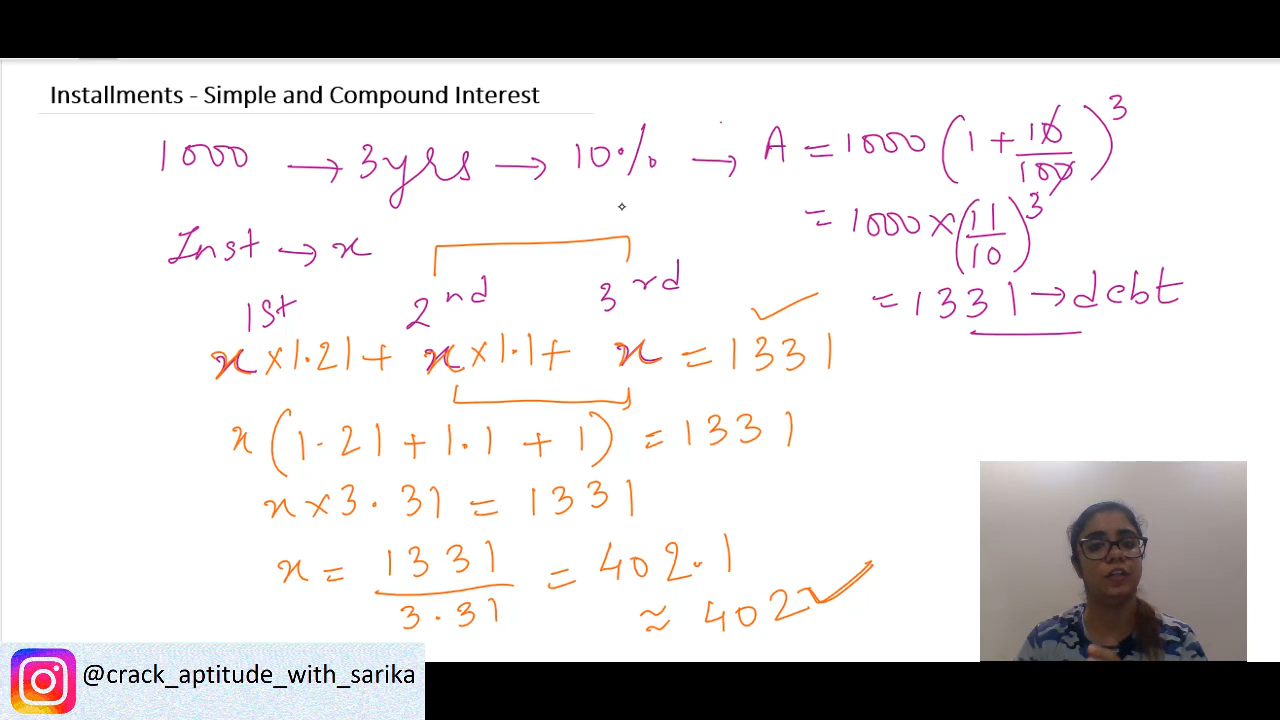 Installments - Simple and Compound Interest
1000 → 3yrs → 10% → A = 1000 (1 + 10/100)^3
= 1000 × (11/10)^3
Inst → x
= 1331 → debt
1st 2nd 3rd
x × 1.21 + x × 1.1 + x = 1331
x (1.21 + 1.1 + 1) = 1331
x × 3.31 = 1331
x = 1331/3.31 = 402.1
≈ 402
@crack_aptitude_with_sarika